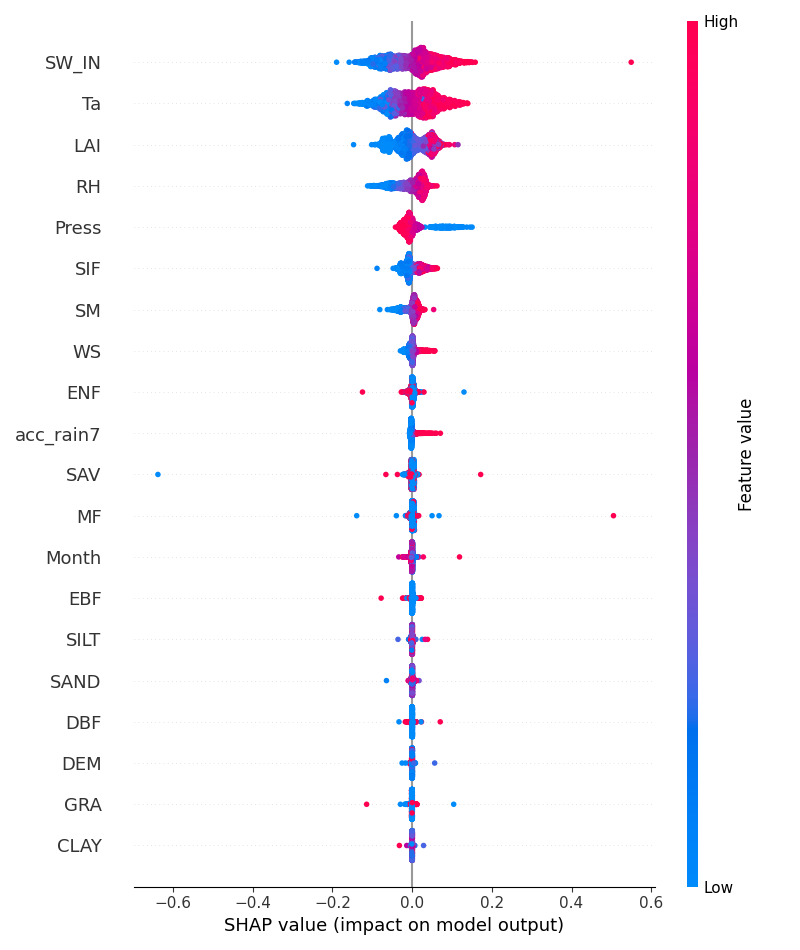 High
SW_IN
Ta
LAI
RH
Press
SIF
SM
WS
ENF
acc_rain7
SAV
MF
Month
EBF
SILT
SAND
DBF
DEM
GRA
CLAY
Feature value
Low
−0.6 −0.4 −0.2 0.0 0.2 0.4 0.6
SHAP value (impact on model output)